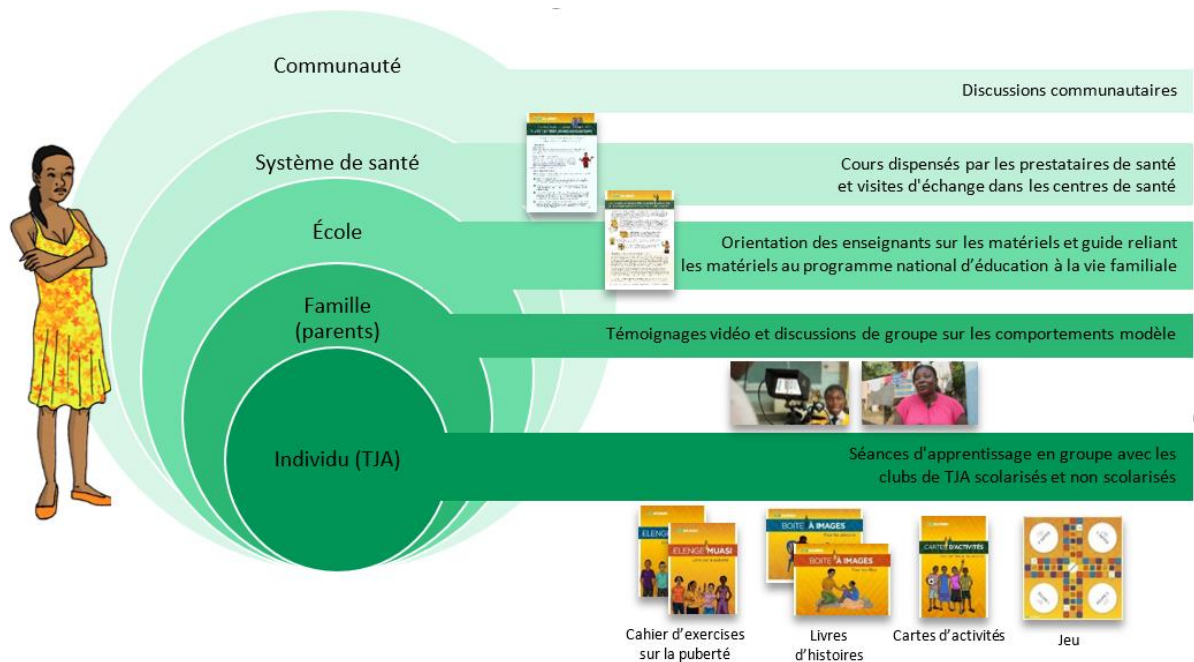 Communauté
Discussions communautaires
Système de santé
Cours dispensés par les prestataires de santé
et visites d'échange dans les centres de santé
École
Orientation des enseignants sur les matériels et guide reliant
les matériels au programme national d’éducation à la vie familiale
Famille
(parents)
Témoignages vidéo et discussions de groupe sur les comportements modèle
Individu (TJA)
Séances d'apprentissage en groupe avec les
clubs de TJA scolarisés et non scolarisés
ELENGE MUASI
BOITE À IMAGES
BOITE À IMAGES
CARTES D'ACTIVITÉS
Cahier d’exercises
sur la puberté
Livres
d’histoires
Cartes d’activités
Jeu